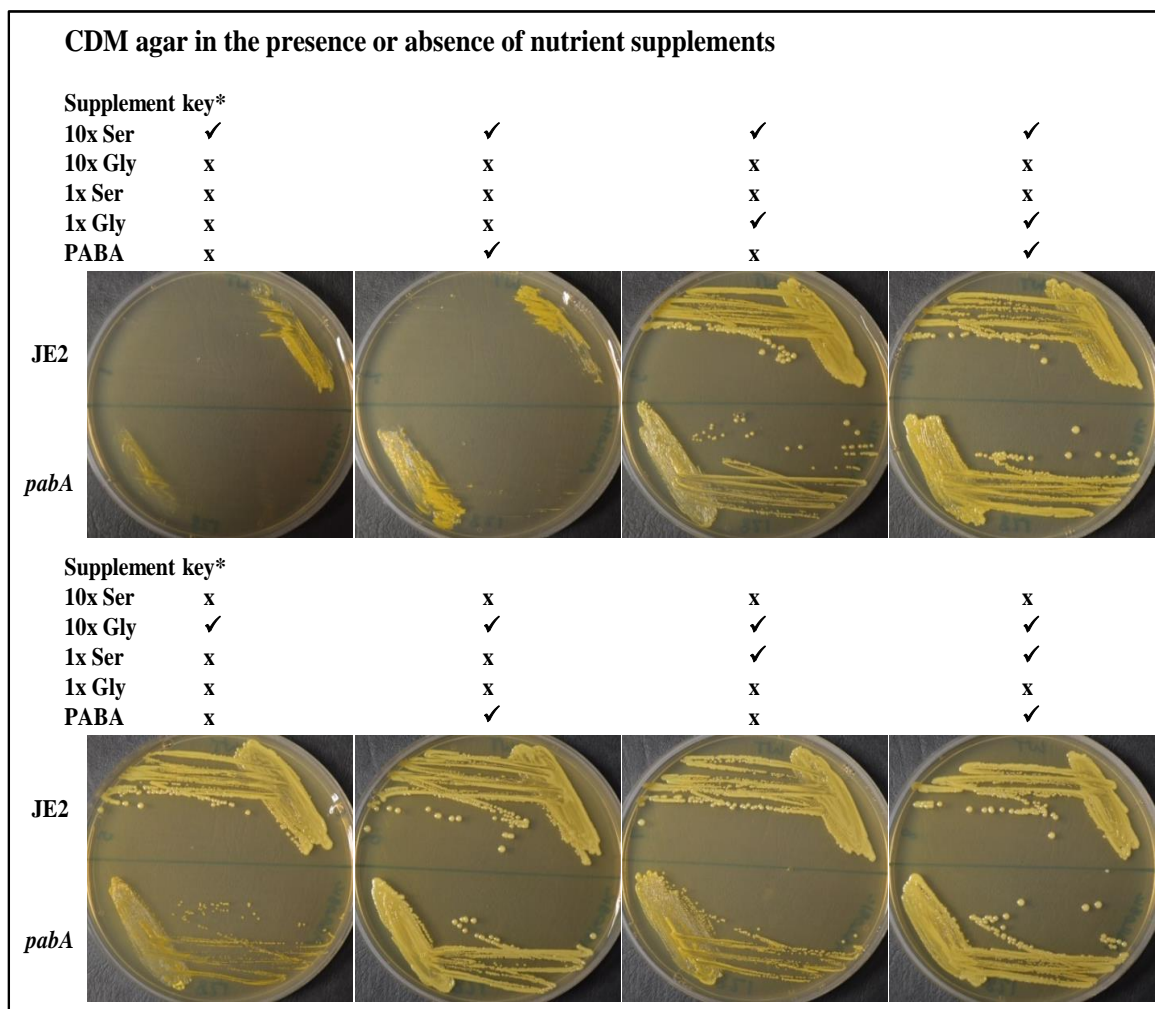 CDM agar in the presence or absence of nutrient supplements
Supplement key*
10x Ser ✓ ✓ ✓ ✓
10x Gly x x x x
1x Ser x x x x
1x Gly x x ✓ ✓
PABA x ✓ x ✓
JE2
pabA
Supplement key*
10x Ser x x x x
10x Gly ✓ ✓ ✓ ✓
1x Ser x x ✓ ✓
1x Gly x x x x
PABA x ✓ x ✓
JE2
pabA